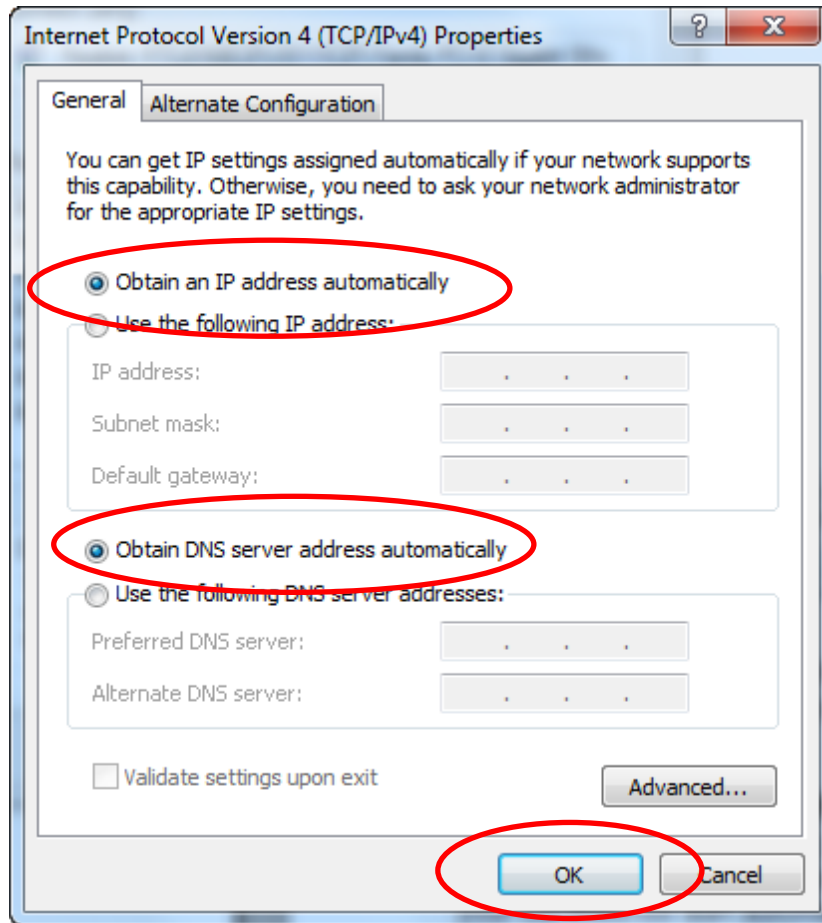 Internet Protocol Version 4 (TCP/IPv4) Properties
General
Alternate Configuration
You can get IP settings assigned automatically if your network supports
this capability. Otherwise, you need to ask your network administrator
for the appropriate IP settings.
Obtain an IP address automatically
Use the following IP address:
IP address:
Subnet mask:
Default gateway:
Obtain DNS server address automatically
Use the following DNS server addresses:
Preferred DNS server:
Alternate DNS server:
Validate settings upon exit
Advanced...
OK
Cancel